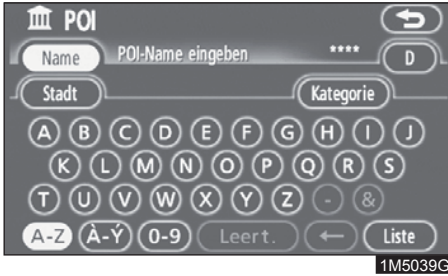 POI
Name POI-Name eingeben **** D
Stadt Kategorie
A B C D E F G H I J
K L M N O P Q R S
T U V W X Y Z - &
A-Z À-Ý 0-9 Leert. ← Liste
1M5039G